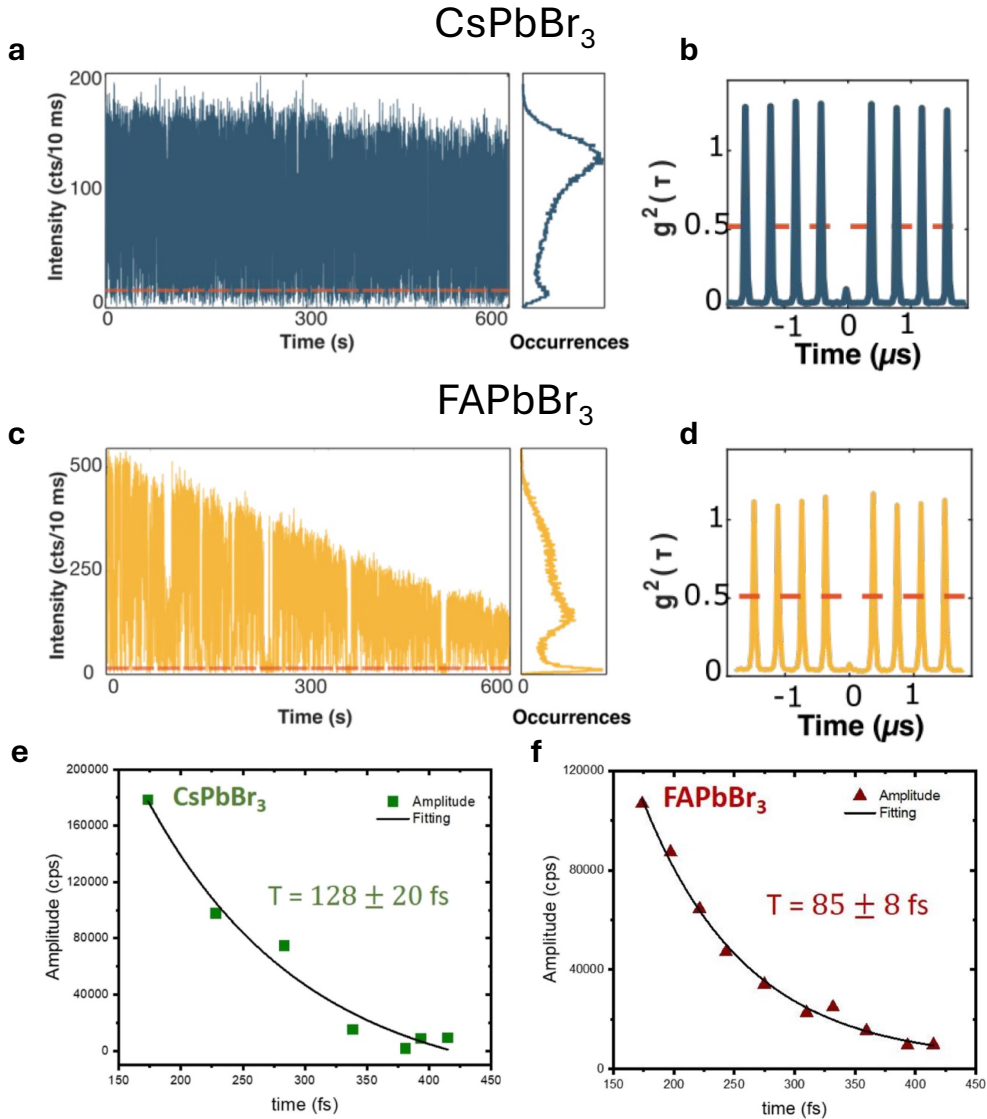 CsPbBr₃
a
b
200
100
0
Intensity (cts/10 ms)
0
300
600
Time (s)
Occurrences
1
0.5
0
g²(τ)
-1
0
1
Time (µs)
FAPbBr₃
c
d
500
250
0
Intensity (cts/10 ms)
0
300
600
Time (s)
0
Occurrences
1
0.5
0
g²(τ)
-1
0
1
Time (µs)
e
f
200000
160000
120000
80000
40000
0
Amplitude (cps)
CsPbBr₃
Amplitude
Fitting
T = 128 ± 20 fs
150
200
250
300
350
400
450
time (fs)
120000
80000
40000
0
Amplitude (cps)
FAPbBr₃
Amplitude
Fitting
T = 85 ± 8 fs
150
200
250
300
350
400
450
time (fs)